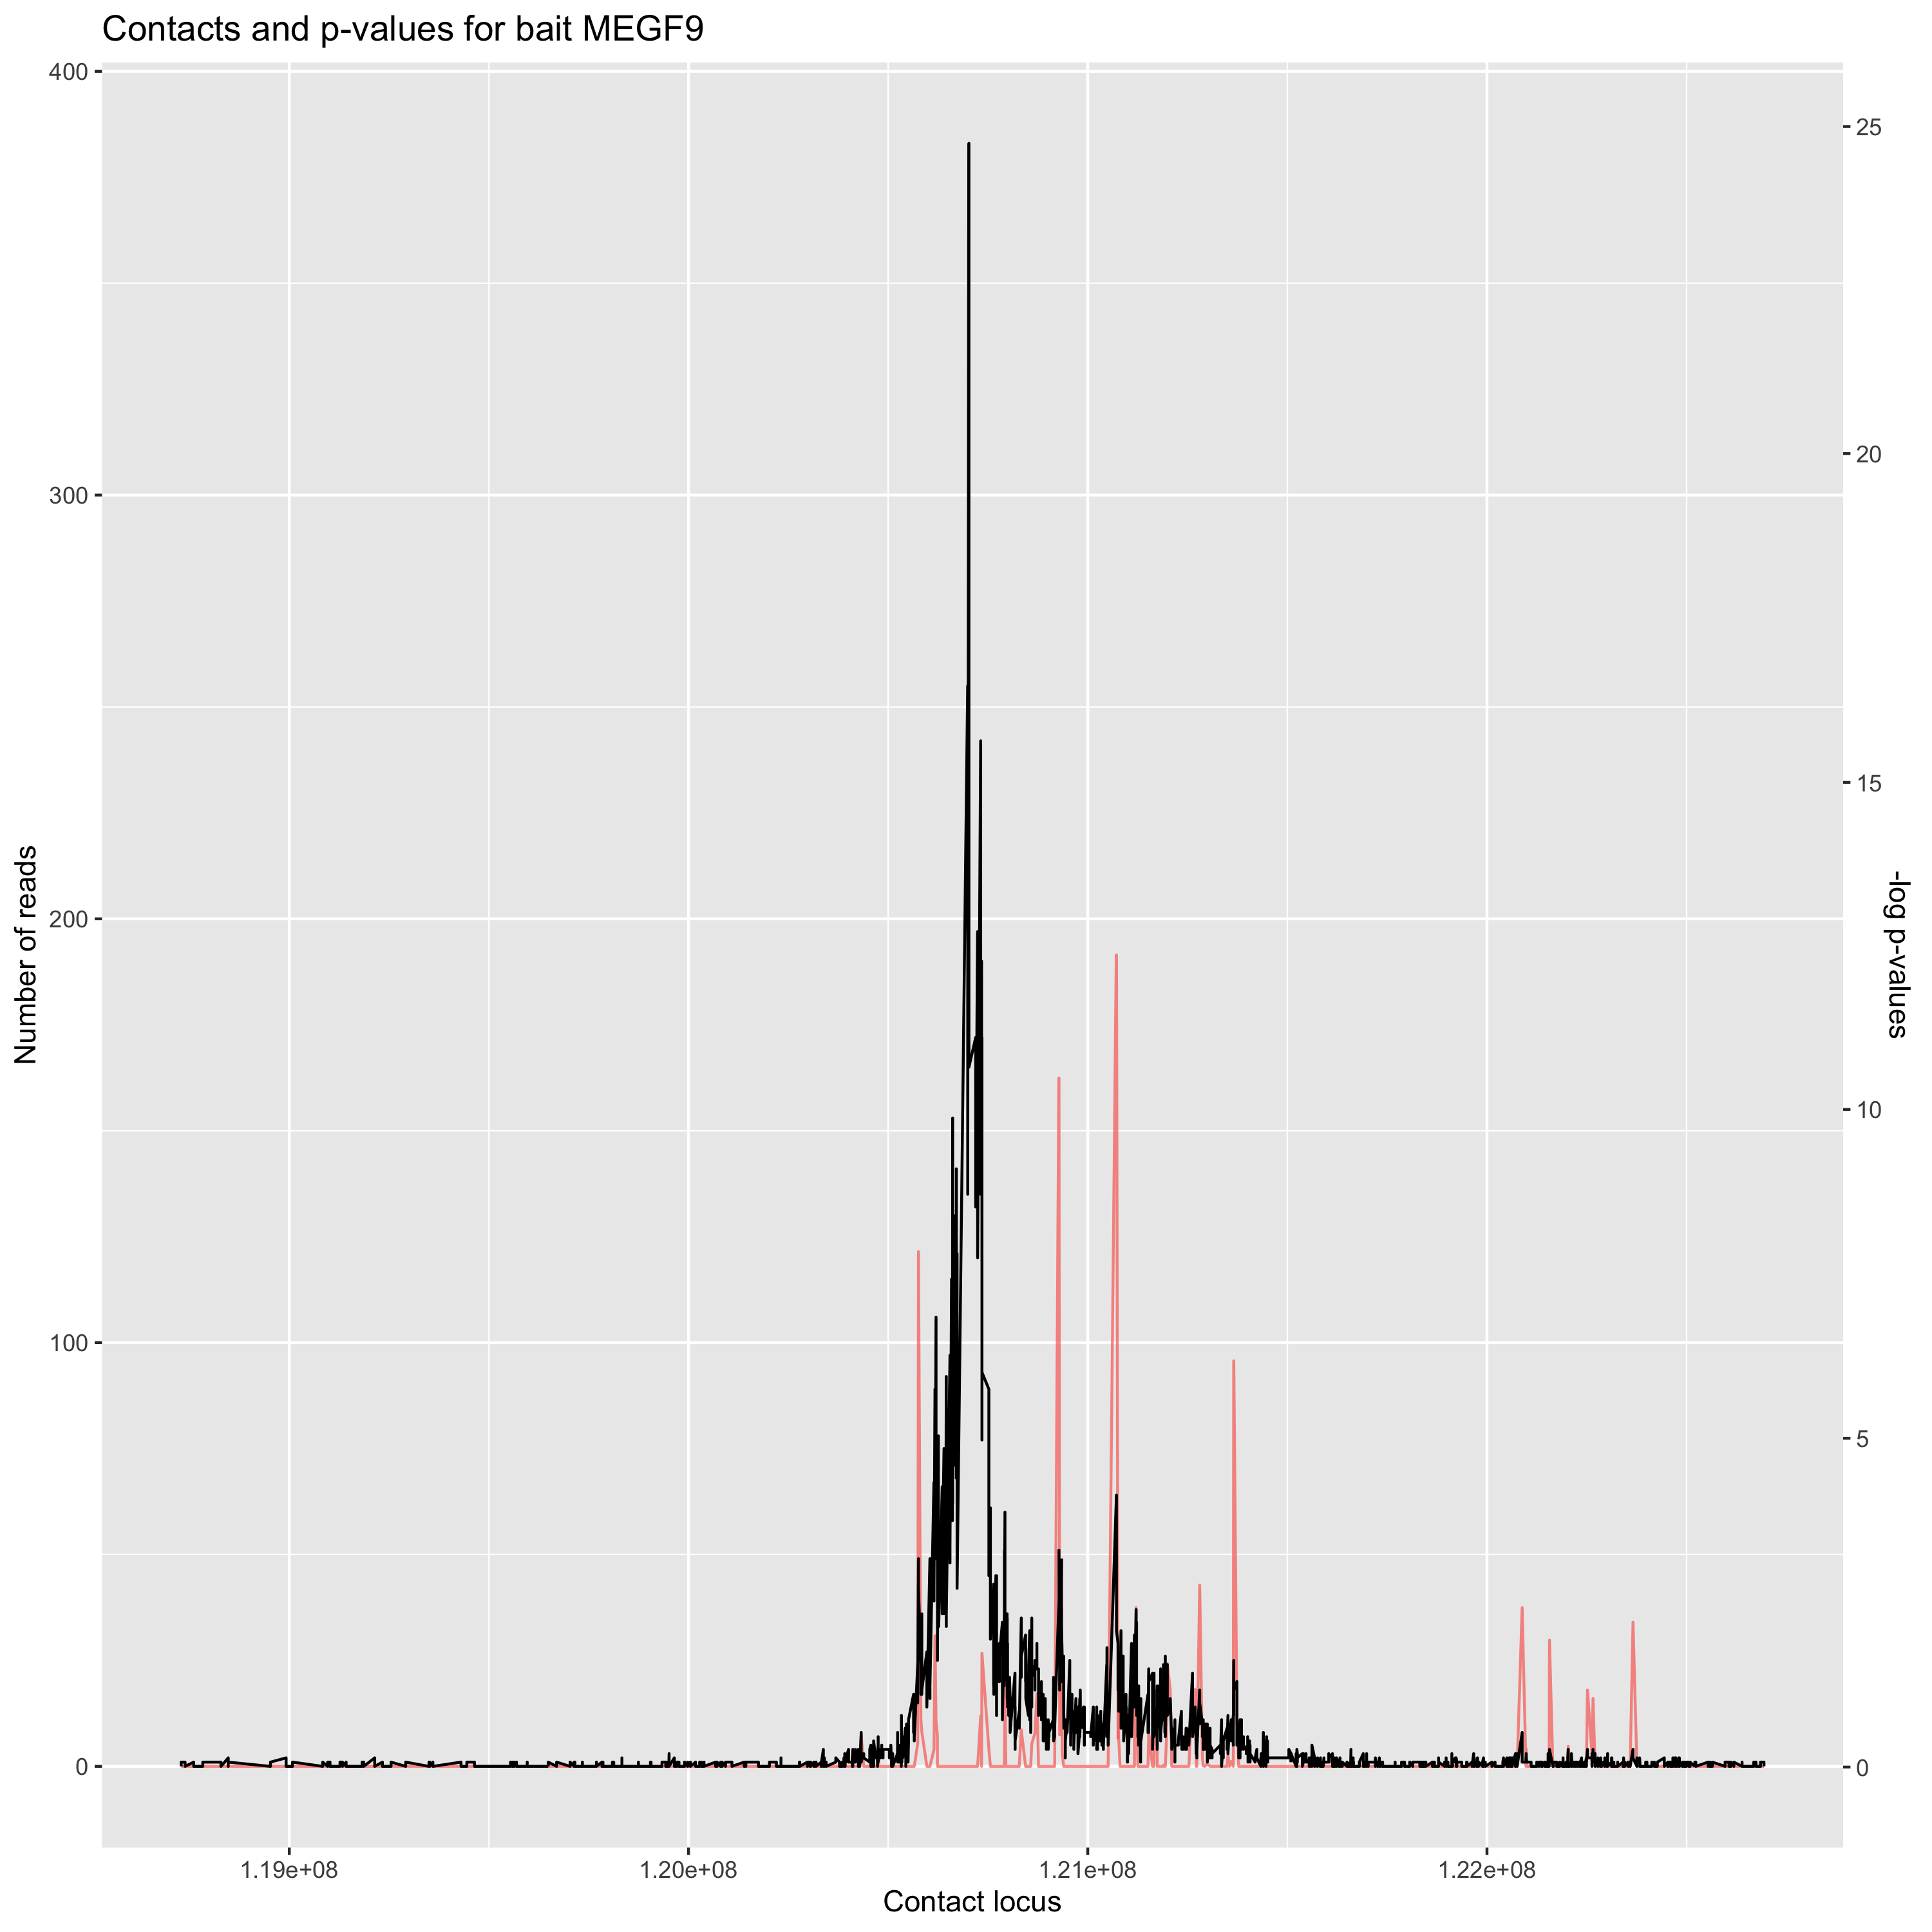 Contacts and p-values for bait MEGF9
400
300
200
100
0
Number of reads
25
20
15
10
5
0
-log p-values
1.19e+08
1.20e+08
1.21e+08
1.22e+08
Contact locus